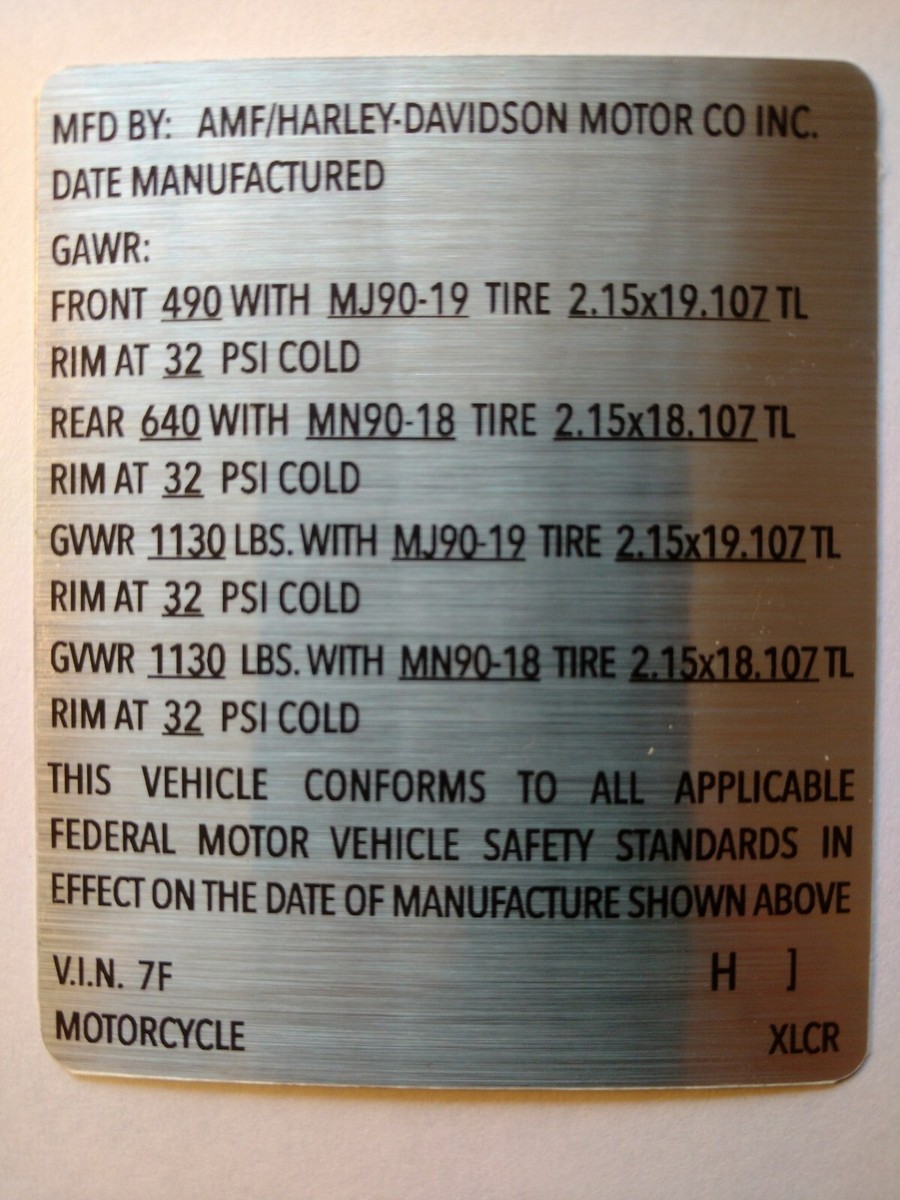 MFD BY: AMF/HARLEY-DAVIDSON MOTOR CO INC.
DATE MANUFACTURED
GAWR:
FRONT 490 WITH MJ90-19 TIRE 2.15x19.107 TL
RIM AT 32 PSI COLD
REAR 640 WITH MN90-18 TIRE 2.15x18.107 TL
RIM AT 32 PSI COLD
GVWR 1130 LBS. WITH MJ90-19 TIRE 2.15x19.107 TL
RIM AT 32 PSI COLD
GVWR 1130 LBS. WITH MN90-18 TIRE 2.15x18.107 TL
RIM AT 32 PSI COLD
THIS VEHICLE CONFORMS TO ALL APPLICABLE
FEDERAL MOTOR VEHICLE SAFETY STANDARDS IN
EFFECT ON THE DATE OF MANUFACTURE SHOWN ABOVE
V.I.N. 7F H ]
MOTORCYCLE XLCR